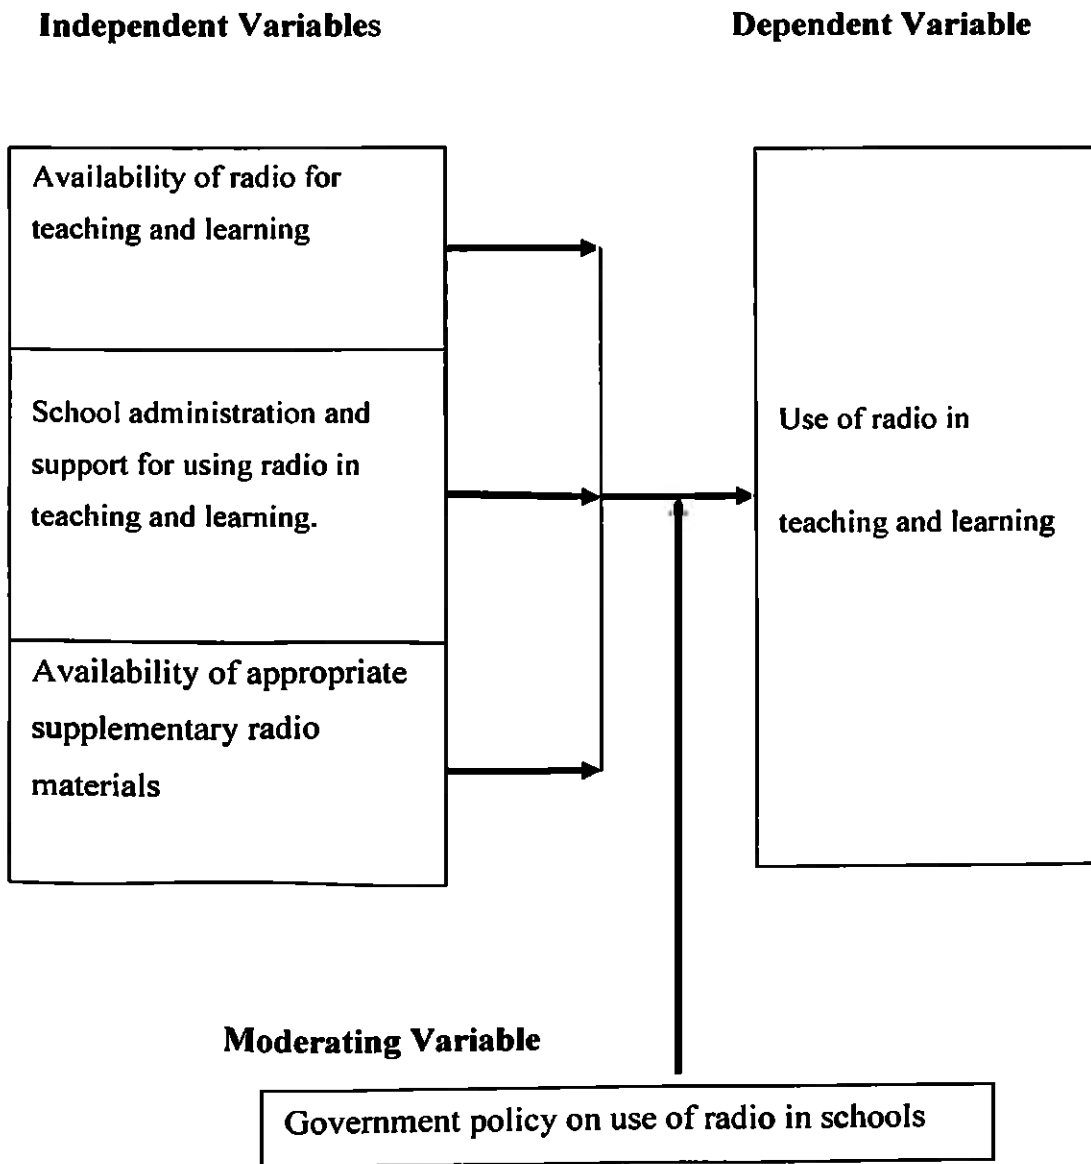 Independent Variables
Dependent Variable
Availability of radio for
teaching and learning
School administration and
support for using radio in
teaching and learning.
Availability of appropriate
supplementary radio
materials
Use of radio in
teaching and learning
Moderating Variable
Government policy on use of radio in schools